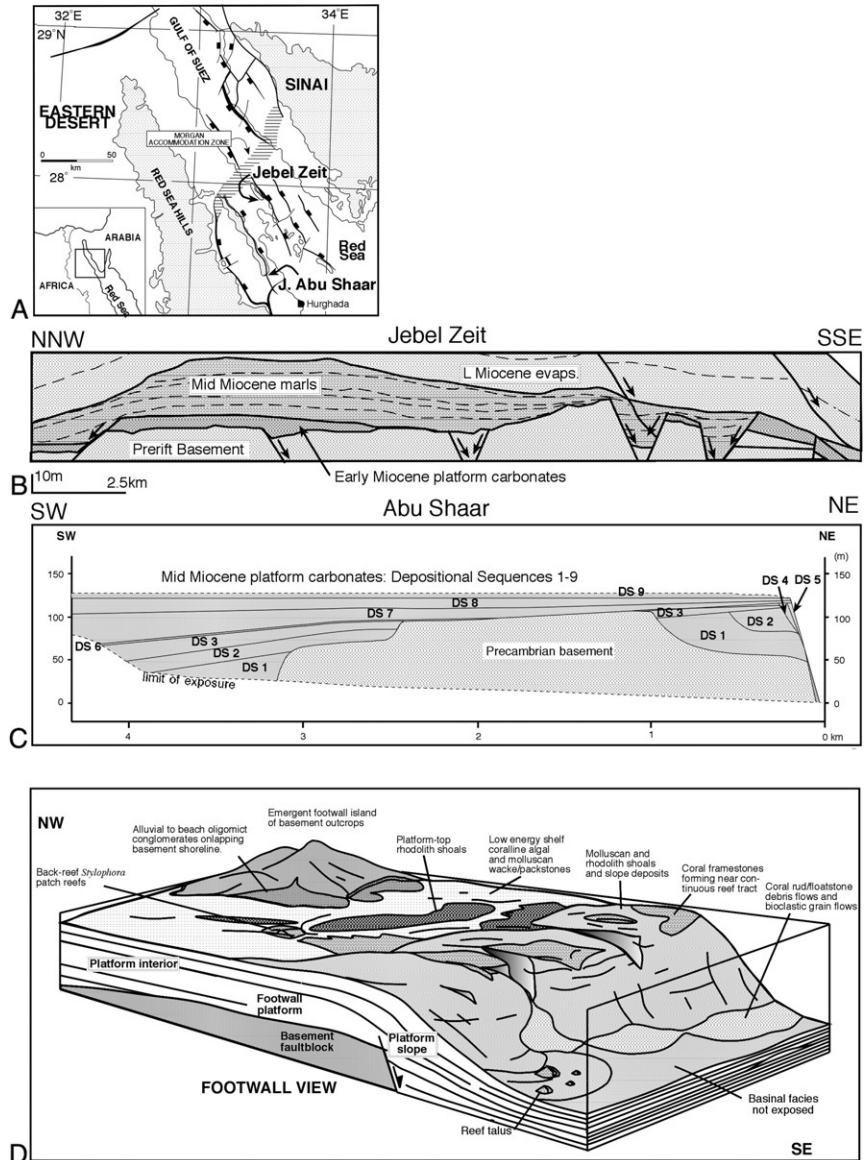 32°E
34°E
29°N
GULF OF SUEZ
SINAI
EASTERN
DESERT
MORGAN
ACCOMMODATION ZONE
0 50
km
28°
Jebel Zeit
RED SEA HILLS
Red
Sea
ARABIA
AFRICA
Red Sea
J. Abu Shaar
Hurghada
A
NNW
Jebel Zeit
SSE
Mid Miocene marls
L Miocene evaps.
Prerift Basement
Early Miocene platform carbonates
B
10m
2.5km
SW
Abu Shaar
NE
SW
NE
(m)
Mid Miocene platform carbonates: Depositional Sequences 1-9
150
150
DS 4
DS 5
DS 9
DS 8
100
100
DS 7
DS 3
DS 2
DS 6
DS 3
DS 2
DS 1
DS 1
Precambrian basement
50
50
limit of exposure
0
0
4
3
2
1
0 km
C
NW
Emergent footwall island
of basement outcrops
Alluvial to beach oligomict
conglomerates onlapping
basement shoreline.
Platform-top
rhodolith shoals
Low energy shelf
coralline algal
and molluscan
wacke/packstones
Molluscan and
rhodolith shoals
and slope deposits
Coral framestones
forming near con-
tinuous reef tract
Coral rud/floatstone
debris flows and
bioclastic grain flows
Back-reef Stylophora
patch reefs
Platform interior
Footwall
platform
Basement
faultblock
Platform
slope
FOOTWALL VIEW
Reef talus
Basinal facies
not exposed
SE
D